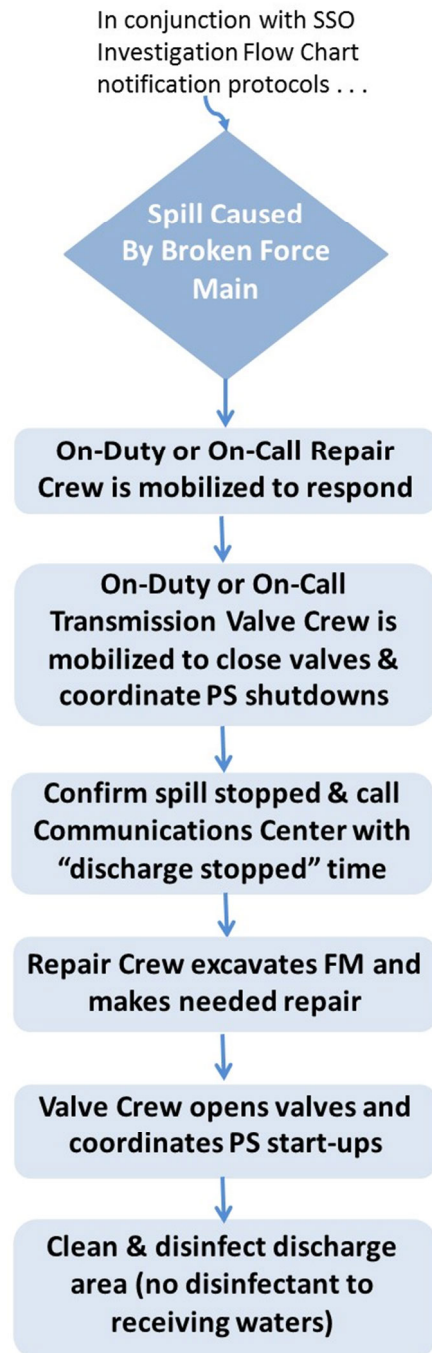 In conjunction with SSO
Investigation Flow Chart
notification protocols . . .
Spill Caused
By Broken Force
Main
On-Duty or On-Call Repair
Crew is mobilized to respond
On-Duty or On-Call
Transmission Valve Crew is
mobilized to close valves &
coordinate PS shutdowns
Confirm spill stopped & call
Communications Center with
“discharge stopped” time
Repair Crew excavates FM and
makes needed repair
Valve Crew opens valves and
coordinates PS start-ups
Clean & disinfect discharge
area (no disinfectant to
receiving waters)